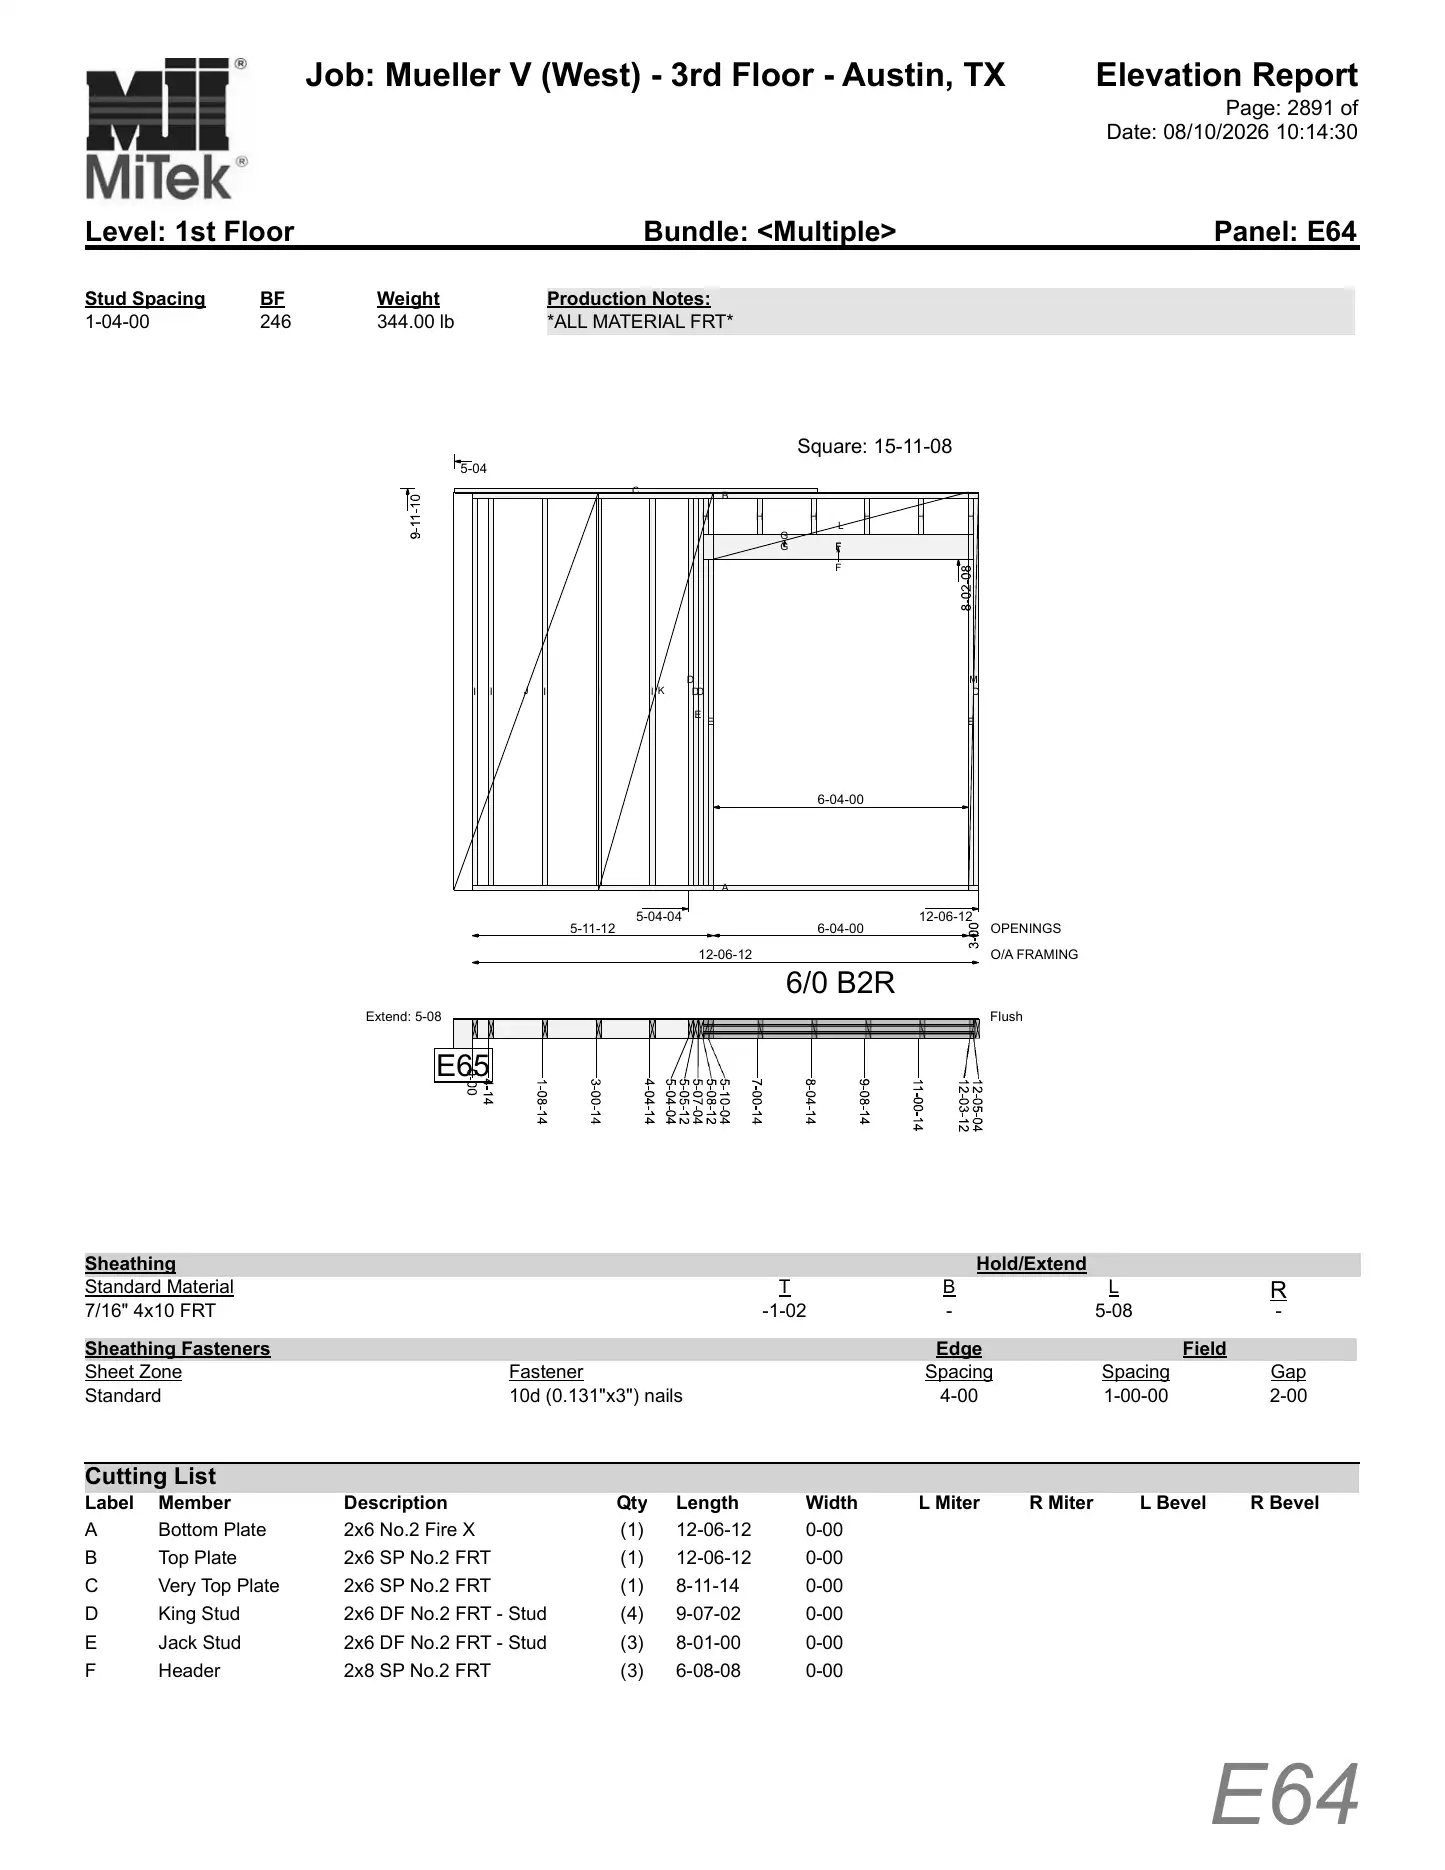 Job: Mueller V (West) - 3rd Floor - Austin, TX
Elevation Report
Page: 2891 of
Date: 08/10/2026 10:14:30
MiTek®
Level: 1st Floor Bundle: <Multiple> Panel: E64
Stud Spacing BF Weight Production Notes:
1-04-00 246 344.00 lb *ALL MATERIAL FRT*
Square: 15-11-08
5-04
9-11-10
C
B
H H H H H H
L
G
G F
F
8-02-08
D M
I I J I I K D D D
E
E E
6-04-00
A
5-04-04 12-06-12
5-11-12 6-04-00 3-00 OPENINGS
12-06-12 O/A FRAMING
6/0 B2R
Extend: 5-08 Flush
E65
0-00
4-14
1-08-14
3-00-14
4-04-14
5-04-04
5-05-12
5-07-04
5-08-12
5-10-04
7-00-14
8-04-14
9-08-14
11-00-14
12-03-12
12-05-04
Sheathing Hold/Extend
Standard Material T B L R
7/16" 4x10 FRT -1-02 - 5-08 -
Sheathing Fasteners Edge Field
Sheet Zone Fastener Spacing Spacing Gap
Standard 10d (0.131"x3") nails 4-00 1-00-00 2-00
Cutting List
Label Member Description Qty Length Width L Miter R Miter L Bevel R Bevel
A Bottom Plate 2x6 No.2 Fire X (1) 12-06-12 0-00
B Top Plate 2x6 SP No.2 FRT (1) 12-06-12 0-00
C Very Top Plate 2x6 SP No.2 FRT (1) 8-11-14 0-00
D King Stud 2x6 DF No.2 FRT - Stud (4) 9-07-02 0-00
E Jack Stud 2x6 DF No.2 FRT - Stud (3) 8-01-00 0-00
F Header 2x8 SP No.2 FRT (3) 6-08-08 0-00
E64